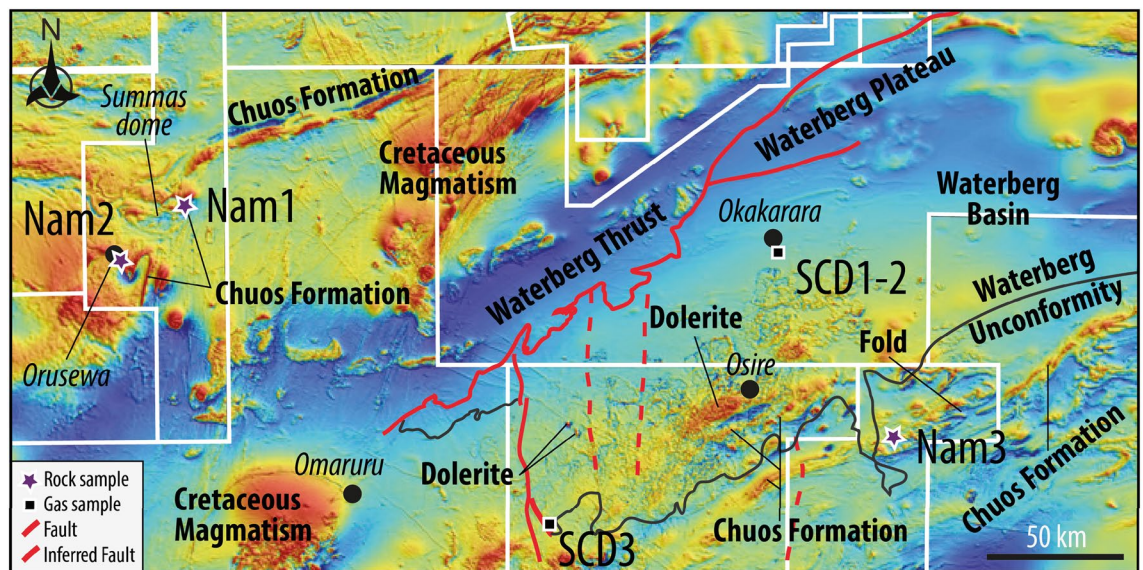 N
Summas
dome
Chuos Formation
Cretaceous
Magmatism
Waterberg Plateau
Waterberg
Basin
Nam1
Nam2
Okakarara
SCD1-2
Waterberg Thrust
Waterberg
Unconformity
Chuos Formation
Dolerite
Fold
Orusewa
Osire
Nam3
Chuos Formation
Omaruru
Dolerite
Cretaceous
Magmatism
SCD3
Chuos Formation
Rock sample
Gas sample
Fault
Inferred Fault
50 km